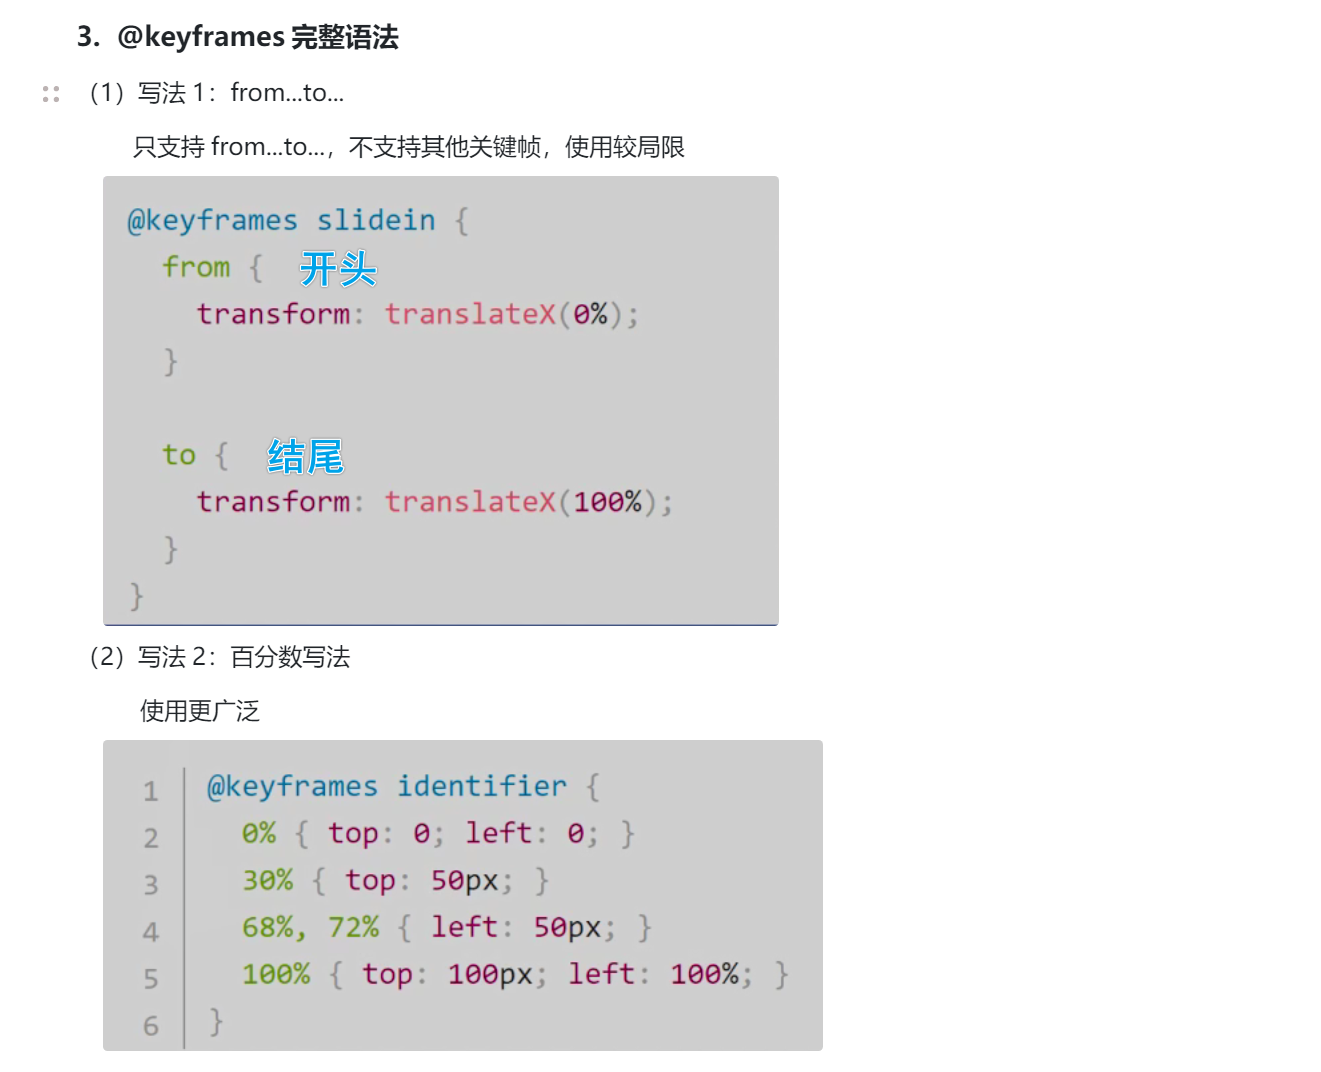 3. @keyframes 完整语法
（1）写法 1：from...to...
只支持 from...to...，不支持其他关键帧，使用较局限
@keyframes slidein {
from { 开头
transform: translateX(0%);
}
to { 结尾
transform: translateX(100%);
}
}
（2）写法 2：百分数写法
使用更广泛
1 @keyframes identifier {
2 0% { top: 0; left: 0; }
3 30% { top: 50px; }
4 68%, 72% { left: 50px; }
5 100% { top: 100px; left: 100%; }
6 }